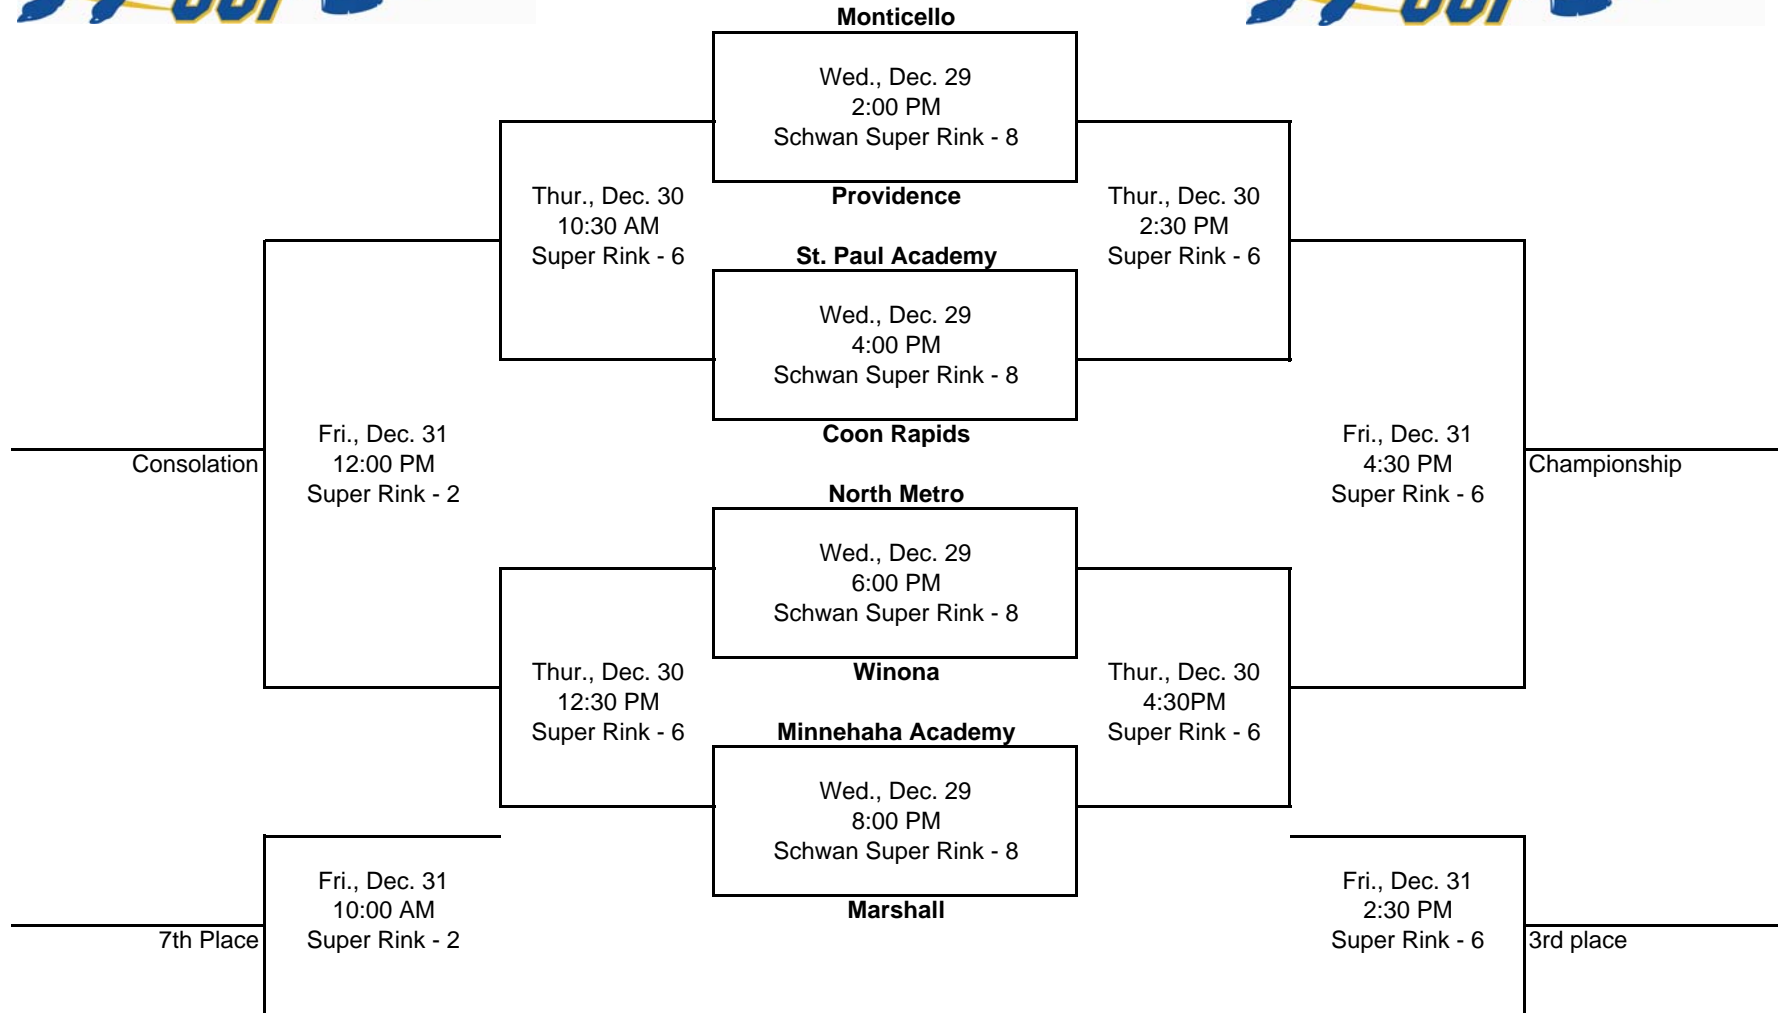 Monticello
Wed., Dec. 29
2:00 PM
Schwan Super Rink - 8
Thur., Dec. 30
10:30 AM
Super Rink - 6
Providence
Thur., Dec. 30
2:30 PM
Super Rink - 6
St. Paul Academy
Wed., Dec. 29
4:00 PM
Schwan Super Rink - 8
Fri., Dec. 31
12:00 PM
Super Rink - 2
Consolation
Coon Rapids
Fri., Dec. 31
4:30 PM
Super Rink - 6
Championship
North Metro
Wed., Dec. 29
6:00 PM
Schwan Super Rink - 8
Thur., Dec. 30
12:30 PM
Super Rink - 6
Winona
Thur., Dec. 30
4:30PM
Super Rink - 6
Minnehaha Academy
Wed., Dec. 29
8:00 PM
Schwan Super Rink - 8
Fri., Dec. 31
10:00 AM
Super Rink - 2
7th Place
Marshall
Fri., Dec. 31
2:30 PM
Super Rink - 6
3rd place